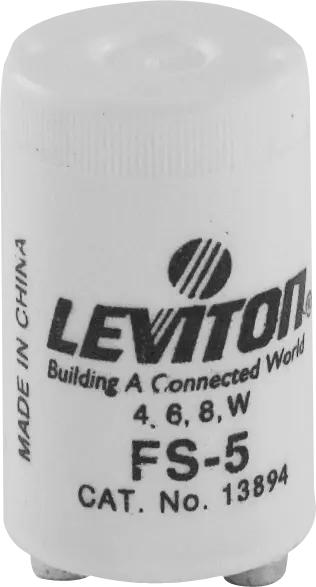 LEVITON®
Building A Connected World
4, 6, 8, W
FS-5
CAT. No. 13894
MADE IN CHINA